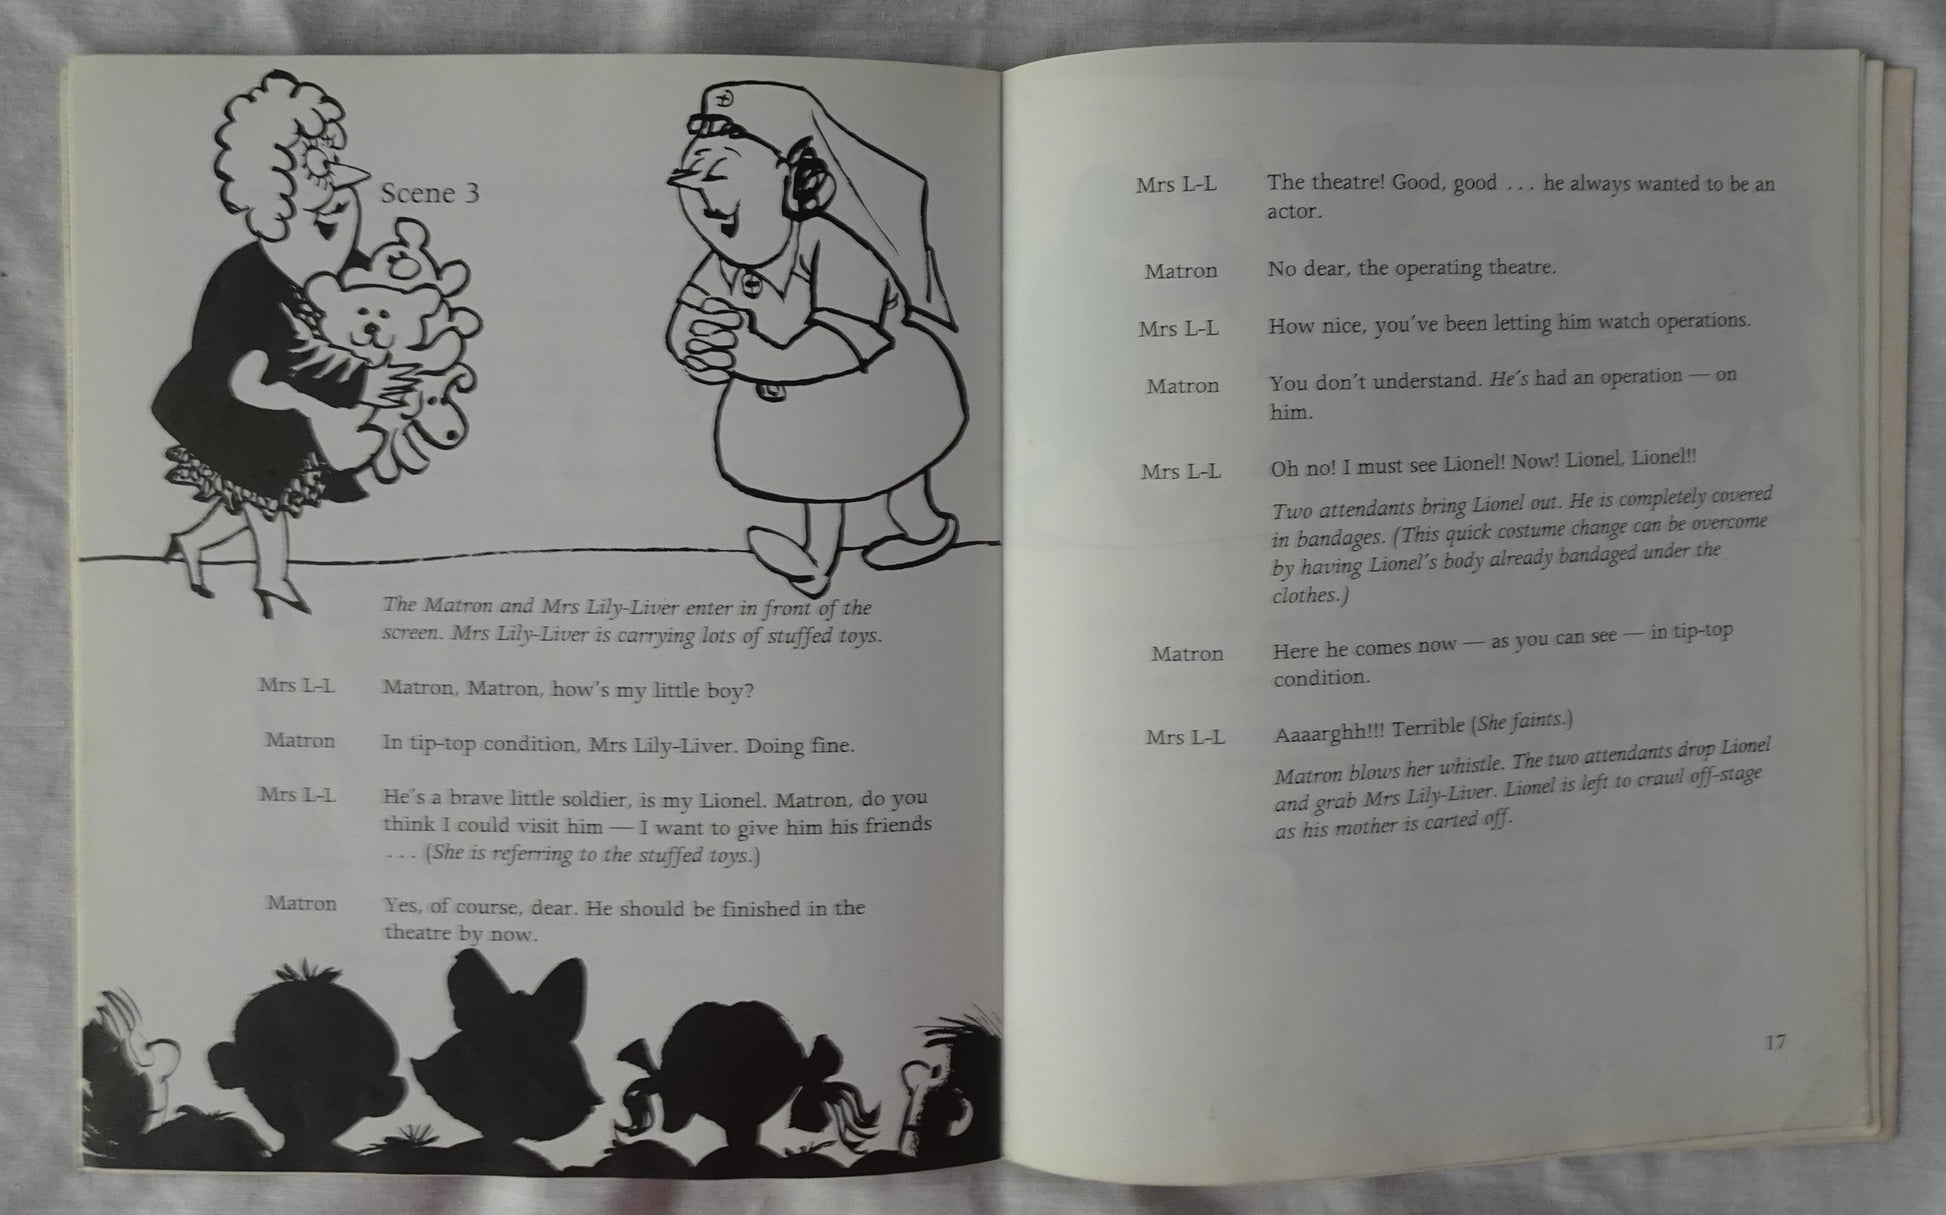 Scene 3
The Matron and Mrs Lily-Liver enter in front of the
screen. Mrs Lily-Liver is carrying lots of stuffed toys.
Mrs L-L Matron, Matron, how's my little boy?
Matron In tip-top condition, Mrs Lily-Liver. Doing fine.
Mrs L-L He's a brave little soldier, is my Lionel. Matron, do you
think I could visit him — I want to give him his friends
. . . (She is referring to the stuffed toys.)
Matron Yes, of course, dear. He should be finished in the
theatre by now.
Mrs L-L The theatre! Good, good . . . he always wanted to be an
actor.
Matron No dear, the operating theatre.
Mrs L-L How nice, you've been letting him watch operations.
Matron You don't understand. He's had an operation — on
him.
Mrs L-L Oh no! I must see Lionel! Now! Lionel, Lionel!!
Two attendants bring Lionel out. He is completely covered
in bandages. (This quick costume change can be overcome
by having Lionel's body already bandaged under the
clothes.)
Matron Here he comes now — as you can see — in tip-top
condition.
Mrs L-L Aaaarghh!!! Terrible (She faints.)
Matron blows her whistle. The two attendants drop Lionel
and grab Mrs Lily-Liver. Lionel is left to crawl off-stage
as his mother is carted off.
17